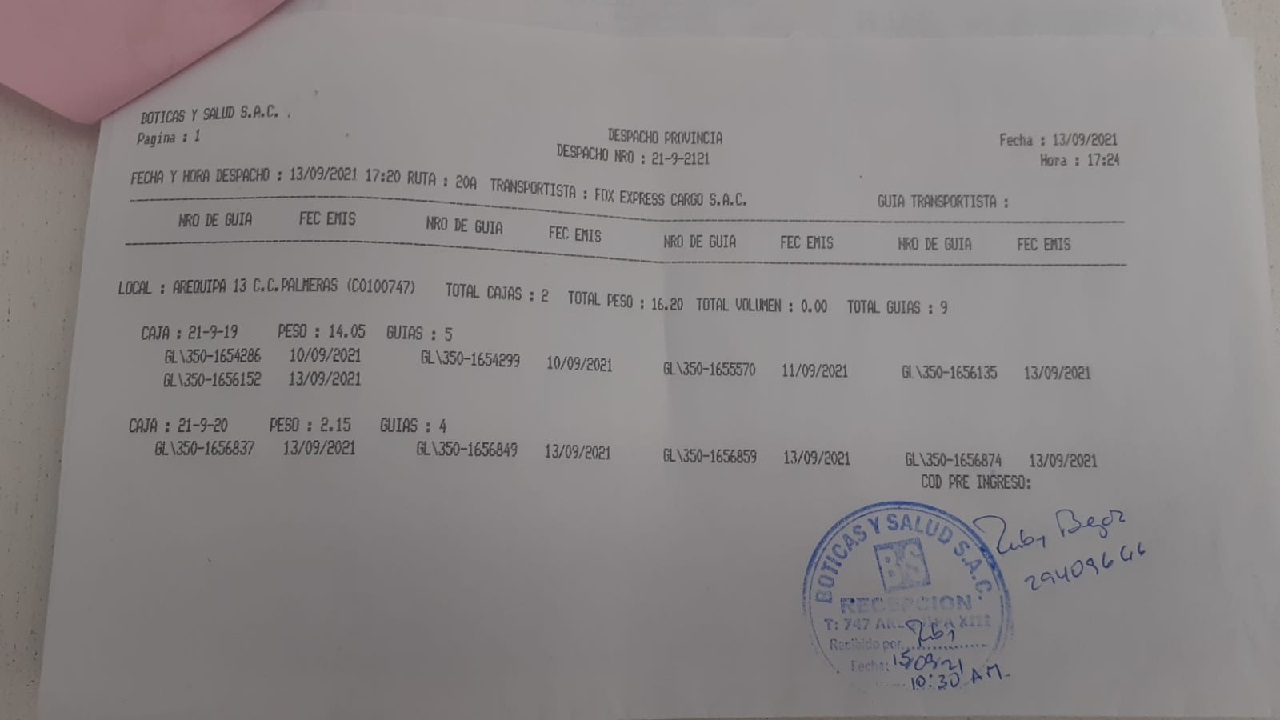 BOTICAS Y SALUD S.A.C. .
Pagina : 1
DESPACHO PROVINCIA
DESPACHO NRO : 21-9-2121
Fecha : 13/09/2021
Hora : 17:24
FECHA Y HORA DESPACHO : 13/09/2021 17:20 RUTA : 20A TRANSPORTISTA : FDX EXPRESS CARGO S.A.C. GUIA TRANSPORTISTA :
NRO DE GUIA FEC EMIS NRO DE GUIA FEC EMIS NRO DE GUIA FEC EMIS NRO DE GUIA FEC EMIS
LOCAL : AREQUIPA 13 C.C.PALMERAS (C0100747) TOTAL CAJAS : 2 TOTAL PESO : 16.20 TOTAL VOLUMEN : 0.00 TOTAL GUIAS : 9
CAJA : 21-9-19 PESO : 14.05 GUIAS : 5
GL\350-1654286 10/09/2021 GL\350-1654299 10/09/2021 GL\350-1655570 11/09/2021 GL\350-1656135 13/09/2021
GL\350-1656152 13/09/2021
CAJA : 21-9-20 PESO : 2.15 GUIAS : 4
GL\350-1656837 13/09/2021 GL\350-1656849 13/09/2021 GL\350-1656859 13/09/2021 GL\350-1656874 13/09/2021
COD PRE INGRESO:
BOTICAS Y SALUD S.A.C.
BS
RECEPCION
T: 747 AREQUIPA XIII
Recibido por:
Fecha: 15/09/21
10:30 A.M.
29409646